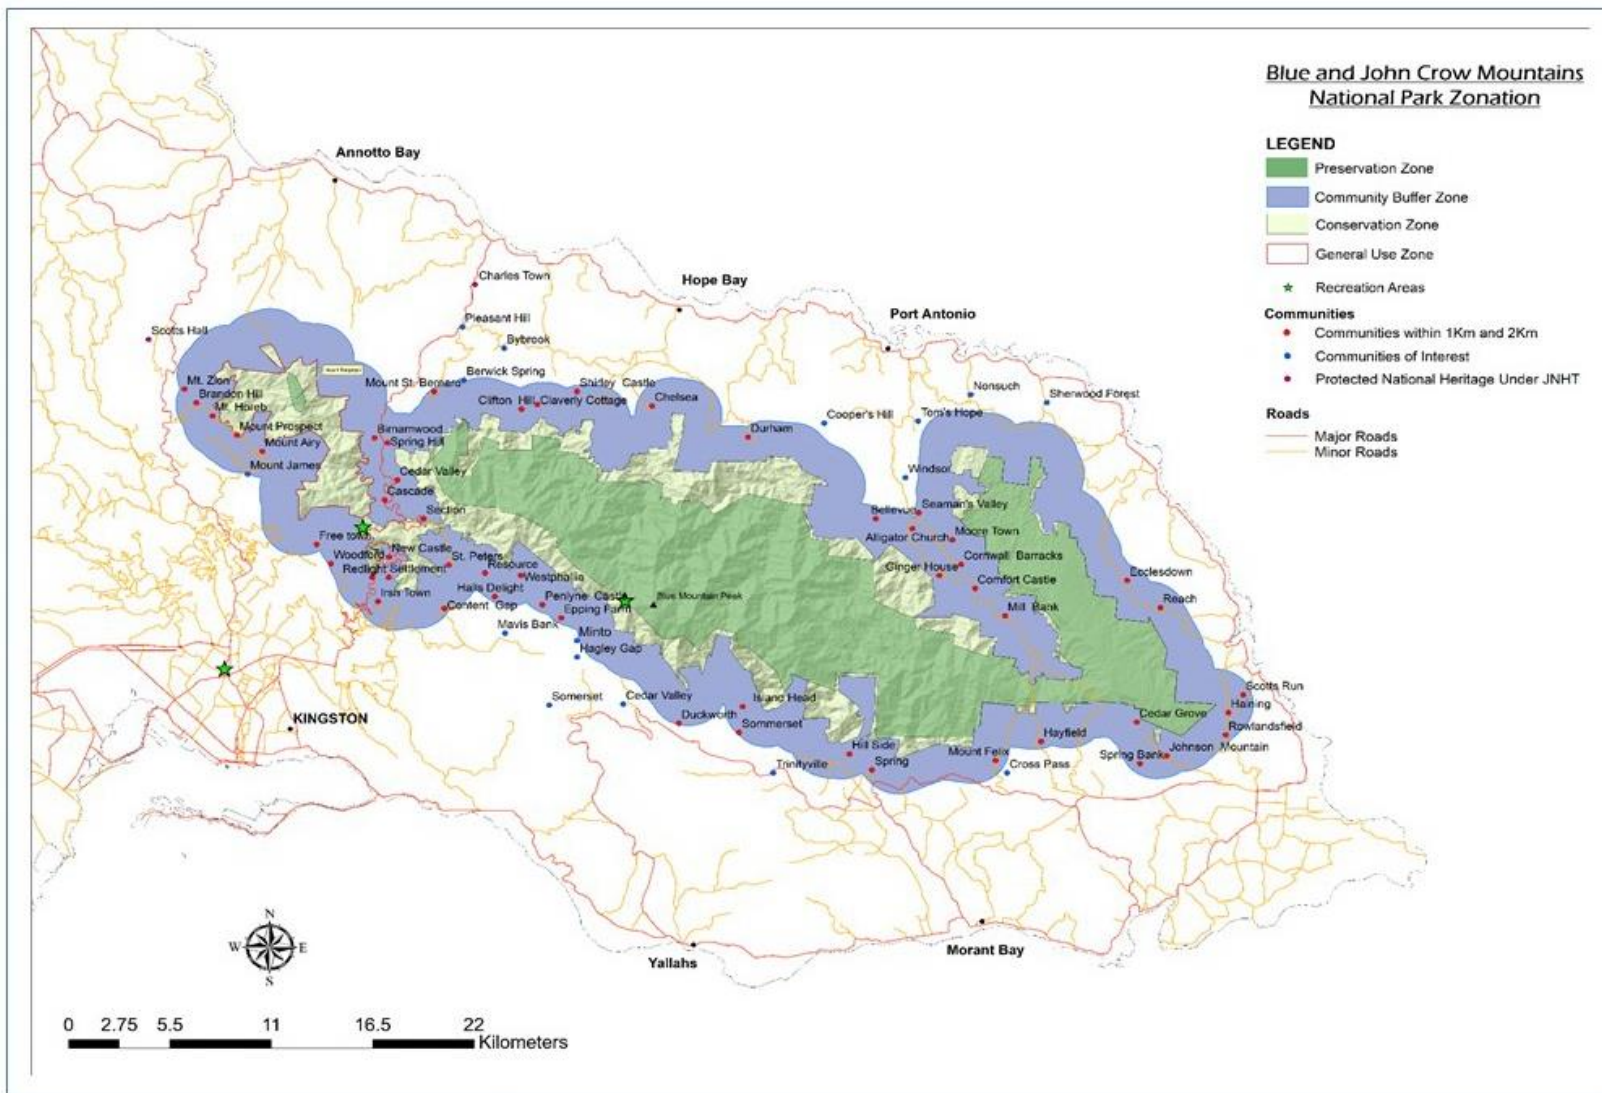 Blue and John Crow Mountains
National Park Zonation
LEGEND
Preservation Zone
Community Buffer Zone
Conservation Zone
General Use Zone
Recreation Areas
Communities
Communities within 1Km and 2Km
Communities of Interest
Protected National Heritage Under JNHT
Roads
Major Roads
Minor Roads
Annotto Bay
Charles Town
Hope Bay
Port Antonio
Pleasant Hill
Scotts Hall
Bybrook
Berwick Spring
Mt. Zion
Mount St. Bernard
Shirley Castle
Nonsuch
Sherwood Forest
Brandon Hill
Clifton Hill
Claverly Cottage
Chelsea
Mt. Horeb
Cooper's Hill
Tom's Hope
Mount Prospect
Birnamwood
Durham
Mount Airy
Spring Hill
Mount James
Cedar Valley
Windsor
Cascade
Seaman's Valley
Section
Bellevue
Free town
Alligator Church
Moore Town
Woodford
New Castle
St. Peters
Cornwall Barracks
Redlight Settlement
Resource
Ginger House
Westphalia
Ecclesdown
Halls Delight
Comfort Castle
Irish Town
Penlyne Castle
Blue Mountain Peak
Content Gap
Epping Farm
Mill Bank
Reach
Mavis Bank
Minto
Hagley Gap
Scotts Run
Somerset
Cedar Valley
Island Head
Haining
Duckworth
Cedar Grove
KINGSTON
Sommerset
Rowlandsfield
Hayfield
Hill Side
Mount Felix
Johnson Mountain
Spring Bank
Trinityville
Spring
Cross Pass
N
W
E
S
Yallahs
Morant Bay
0 2.75 5.5 11 16.5 22
Kilometers